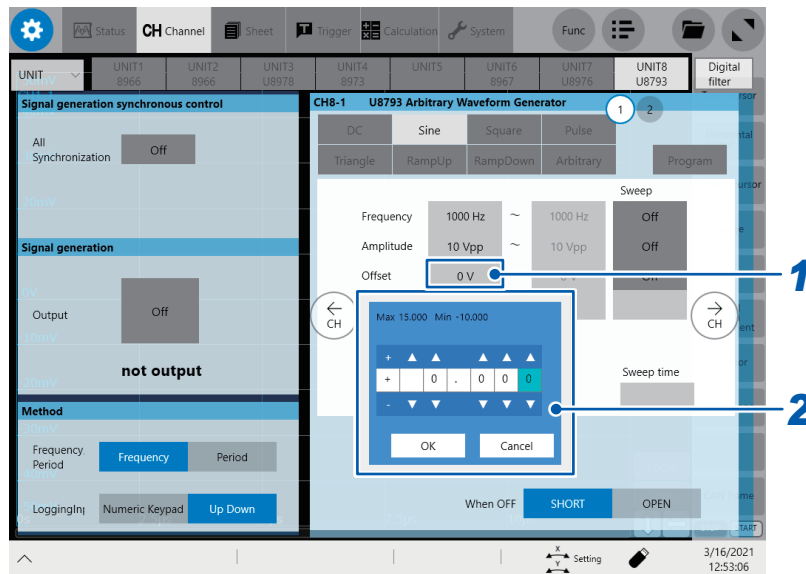 Status CH Channel Sheet Trigger Calculation System Func
UNIT UNIT1 UNIT2 UNIT3 UNIT4 UNIT5 UNIT6 UNIT7 UNIT8 Digital
8966 8966 U8978 8973 8967 U8976 U8793 filter
Signal generation synchronous control
All
Synchronization Off
Signal generation
Output Off
not output
Method
Frequency
Period
Frequency Period
LoggingInp Numeric Keypad Up Down
CH8-1 U8793 Arbitrary Waveform Generator 1 2
DC Sine Square Pulse
Triangle RampUp RampDown Arbitrary Program
Sweep
Frequency 1000 Hz ~ 1000 Hz Off
Amplitude 10 Vpp ~ 10 Vpp Off
Offset 0 V 0 V Off
1
← CH
→ CH
Max 15.000 Min -10.000
+ ▲ ▲ ▲ ▲ ▲
+ 0 . 0 0 0
- ▼ ▼ ▼ ▼ ▼
OK Cancel
2
Sweep time
When OFF SHORT OPEN
START
X
Y Setting
3/16/2021
12:53:06